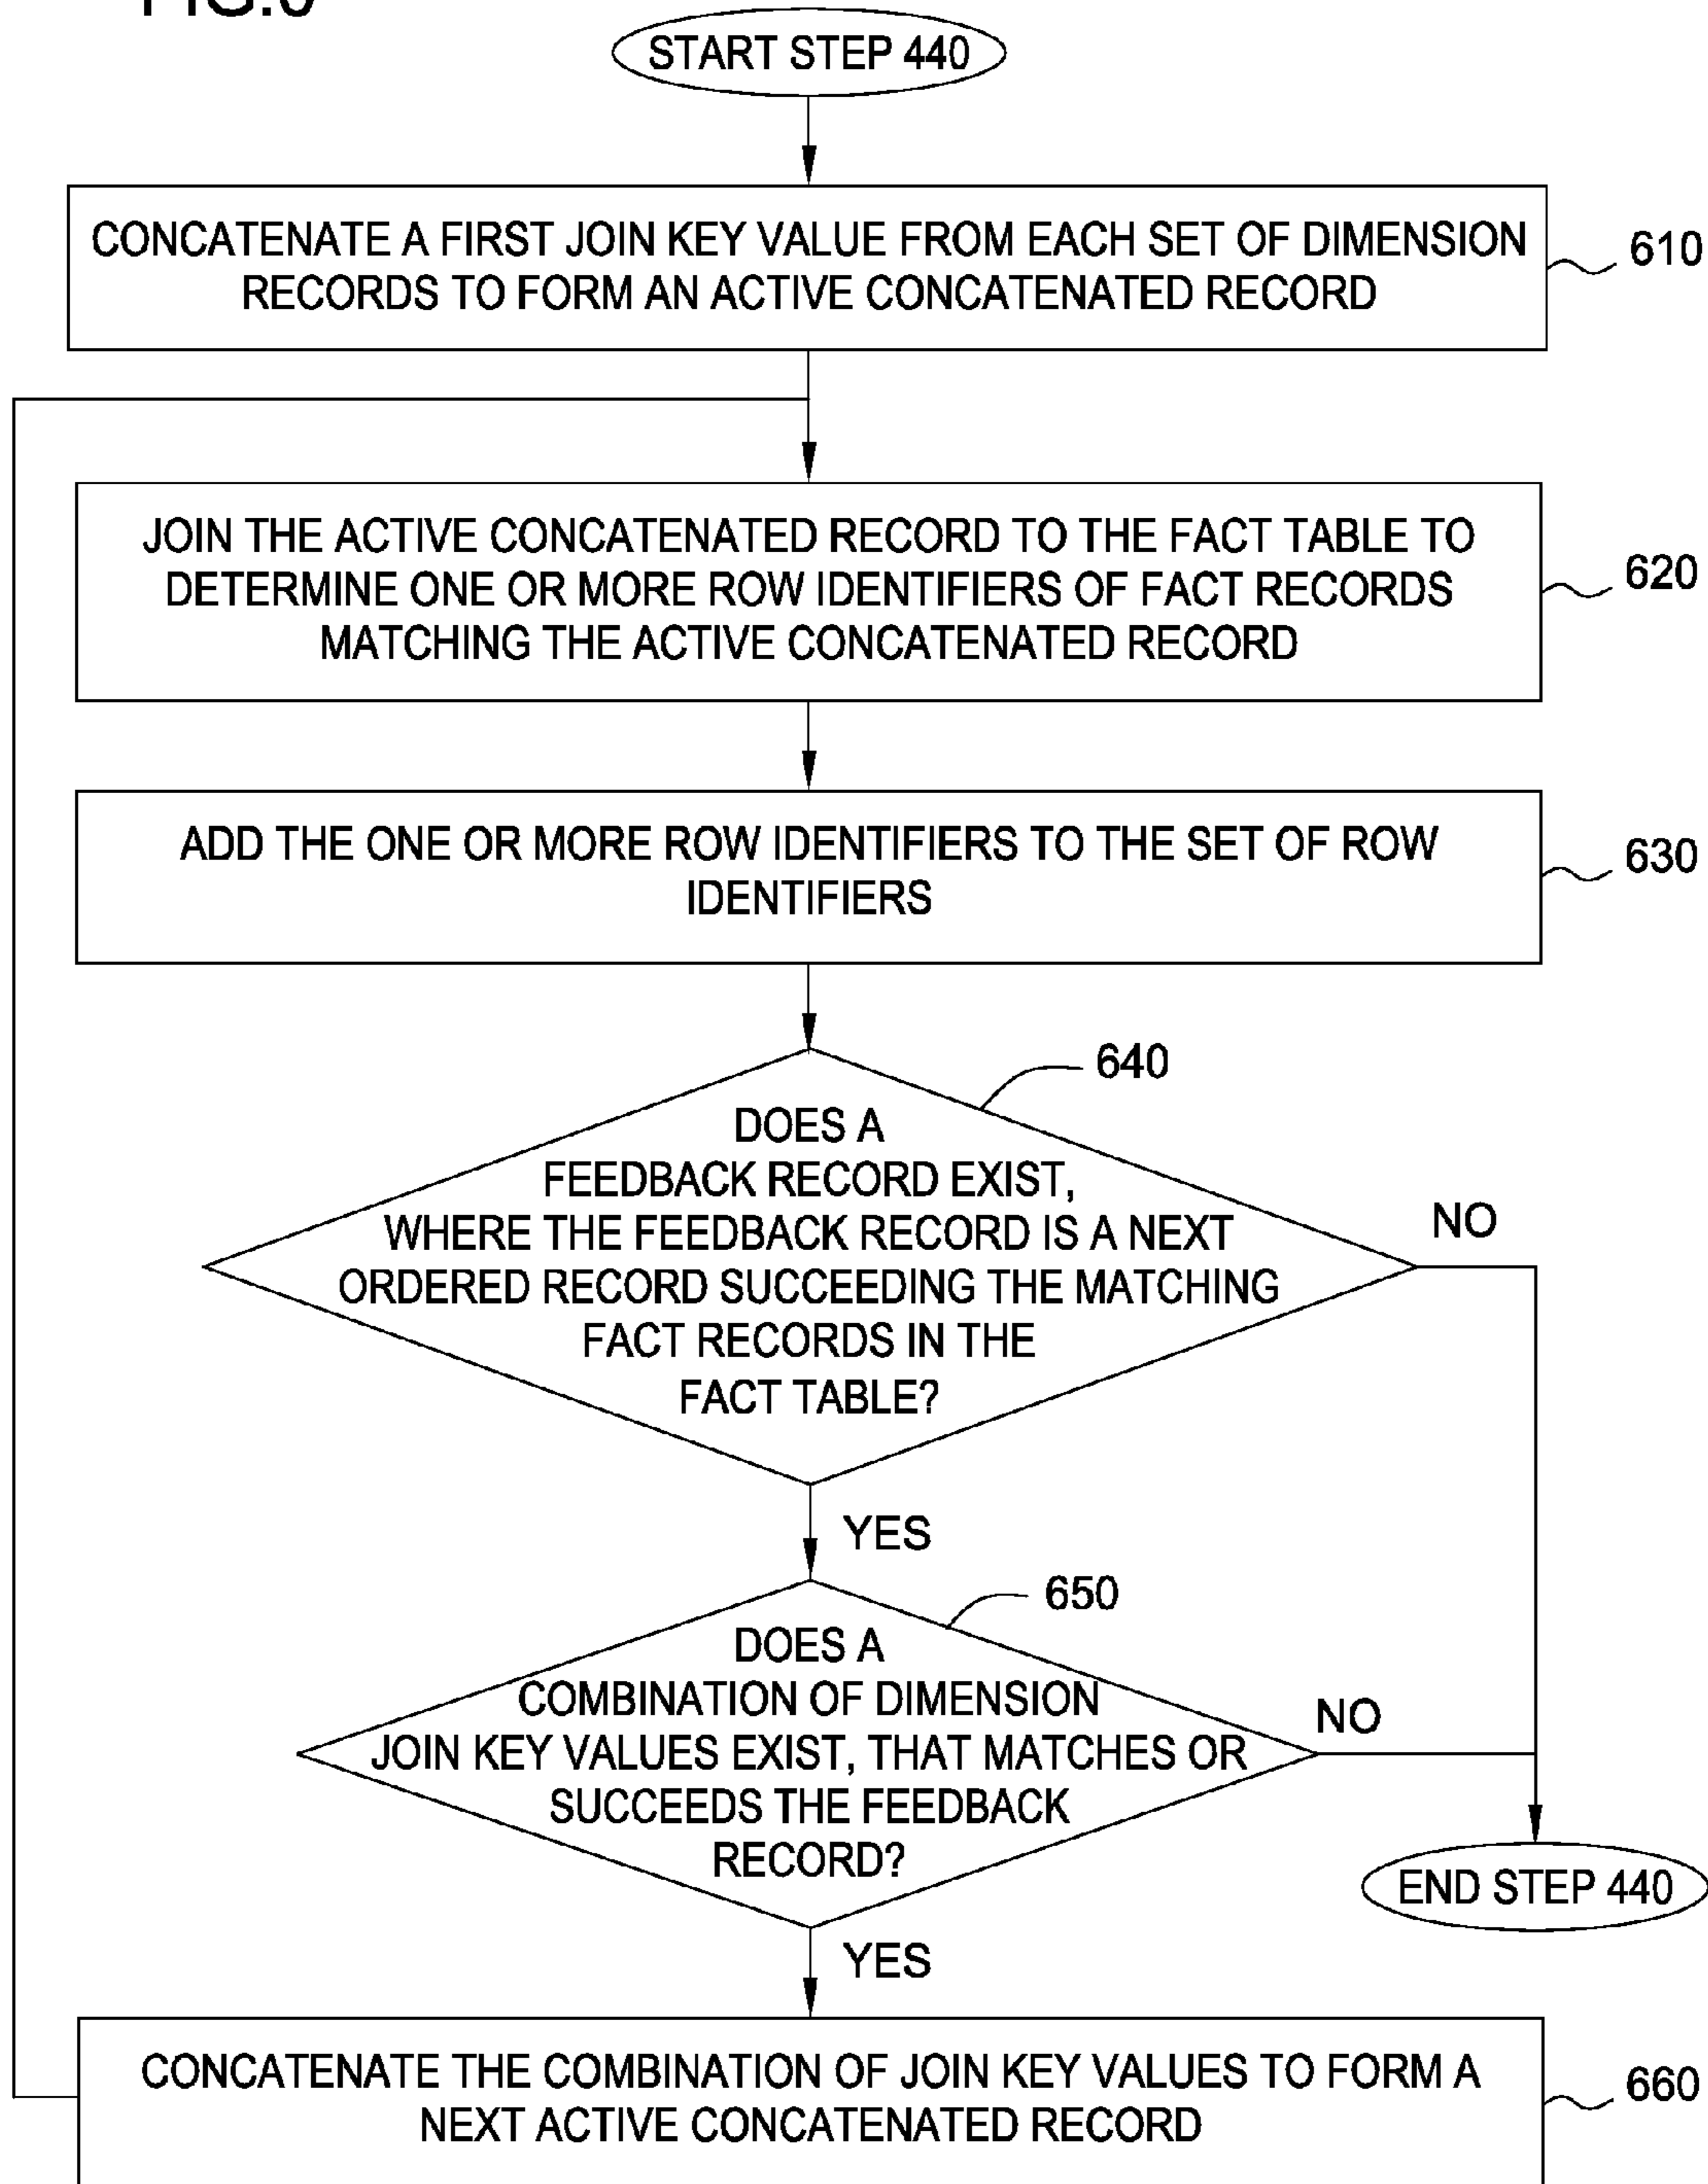 START STEP 440
CONCATENATE A FIRST JOIN KEY VALUE FROM EACH SET OF DIMENSION
RECORDS TO FORM AN ACTIVE CONCATENATED RECORD
610
JOIN THE ACTIVE CONCATENATED RECORD TO THE FACT TABLE TO
DETERMINE ONE OR MORE ROW IDENTIFIERS OF FACT RECORDS
MATCHING THE ACTIVE CONCATENATED RECORD
620
ADD THE ONE OR MORE ROW IDENTIFIERS TO THE SET OF ROW
IDENTIFIERS
630
640
DOES A
FEEDBACK RECORD EXIST,
WHERE THE FEEDBACK RECORD IS A NEXT
ORDERED RECORD SUCCEEDING THE MATCHING
FACT RECORDS IN THE
FACT TABLE?
NO
YES
650
DOES A
COMBINATION OF DIMENSION
JOIN KEY VALUES EXIST, THAT MATCHES OR
SUCCEEDS THE FEEDBACK
RECORD?
NO
END STEP 440
YES
CONCATENATE THE COMBINATION OF JOIN KEY VALUES TO FORM A
NEXT ACTIVE CONCATENATED RECORD
660